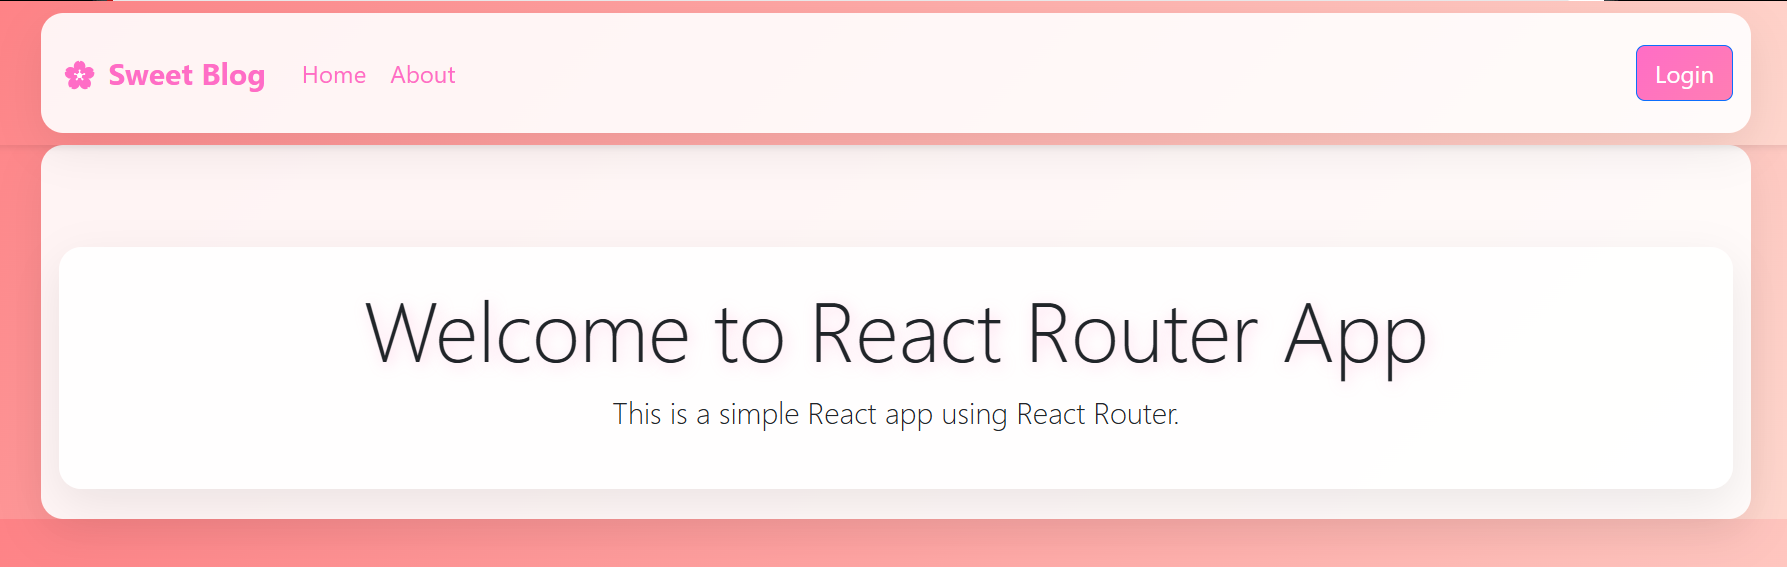 Sweet Blog Home About Login
Welcome to React Router App
This is a simple React app using React Router.